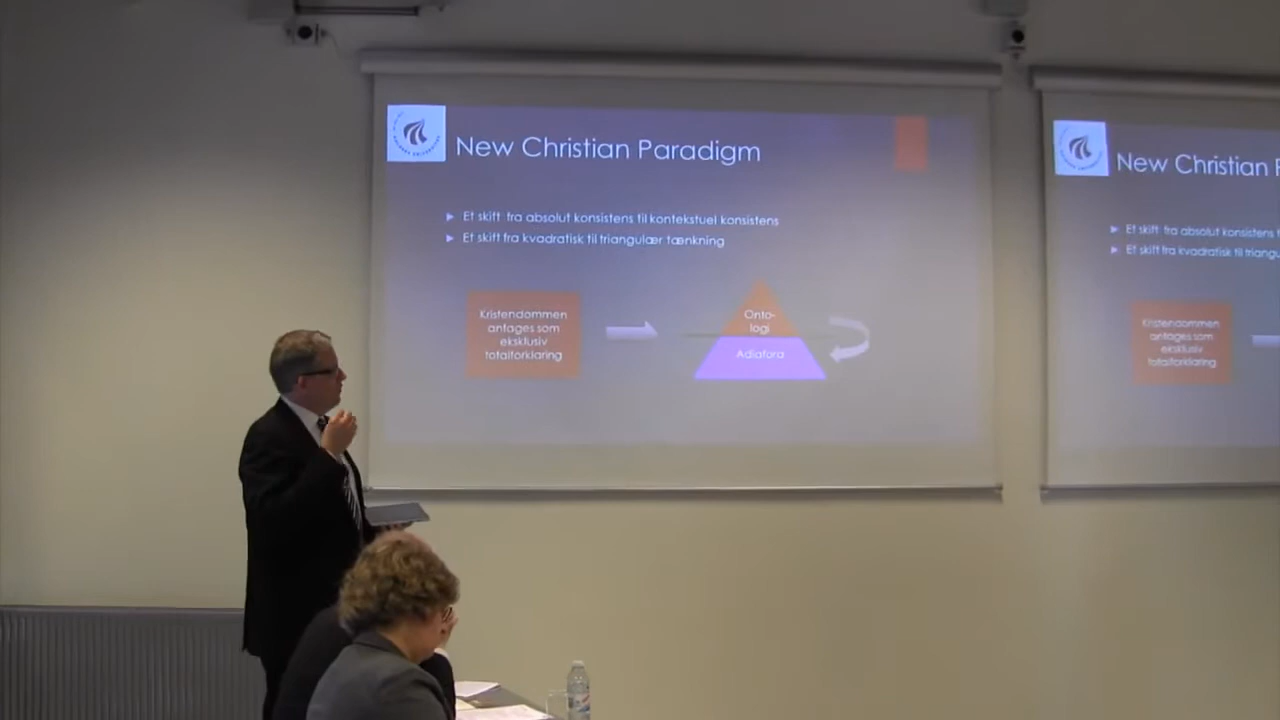 New Christian Paradigm
Et skift fra absolut konsistens til kontekstuel konsistens
Et skift fra kvadratisk til triangulær tænkning
Kristendommen
antages som
eksklusiv
totalforklaring
Onto-
logi
Adiafora
New Christian
Et skift fra absolut konsistens
Et skift fra kvadratisk til
Kristendommen
antages som
eksklusiv
totalforklaring